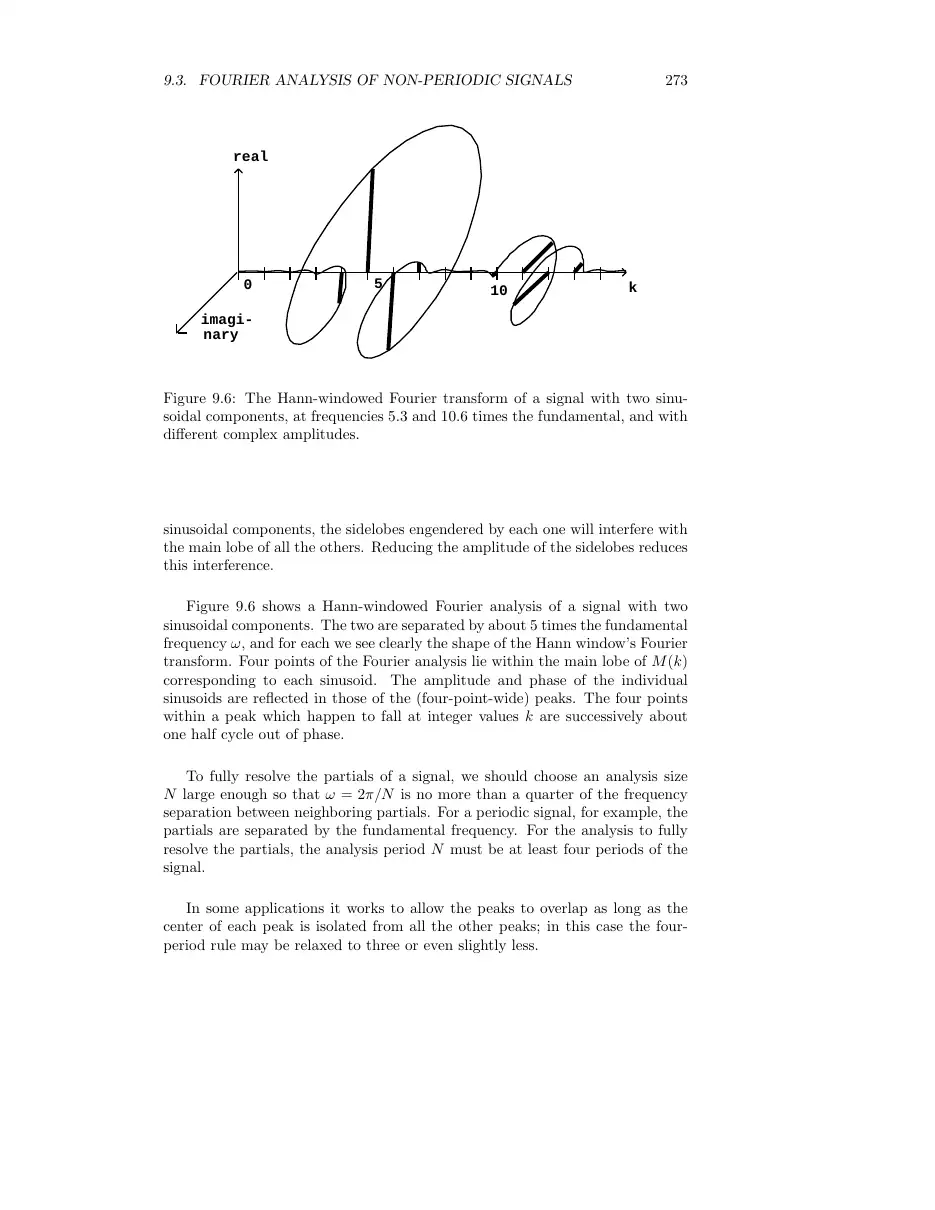 9.3. FOURIER ANALYSIS OF NON-PERIODIC SIGNALS 273
real
0
5
10
k
imagi-
nary
Figure 9.6: The Hann-windowed Fourier transform of a signal with two sinu-
soidal components, at frequencies 5.3 and 10.6 times the fundamental, and with
different complex amplitudes.
sinusoidal components, the sidelobes engendered by each one will interfere with
the main lobe of all the others. Reducing the amplitude of the sidelobes reduces
this interference.
Figure 9.6 shows a Hann-windowed Fourier analysis of a signal with two
sinusoidal components. The two are separated by about 5 times the fundamental
frequency ω, and for each we see clearly the shape of the Hann window's Fourier
transform. Four points of the Fourier analysis lie within the main lobe of M(k)
corresponding to each sinusoid. The amplitude and phase of the individual
sinusoids are reflected in those of the (four-point-wide) peaks. The four points
within a peak which happen to fall at integer values k are successively about
one half cycle out of phase.
To fully resolve the partials of a signal, we should choose an analysis size
N large enough so that ω = 2π/N is no more than a quarter of the frequency
separation between neighboring partials. For a periodic signal, for example, the
partials are separated by the fundamental frequency. For the analysis to fully
resolve the partials, the analysis period N must be at least four periods of the
signal.
In some applications it works to allow the peaks to overlap as long as the
center of each peak is isolated from all the other peaks; in this case the four-
period rule may be relaxed to three or even slightly less.